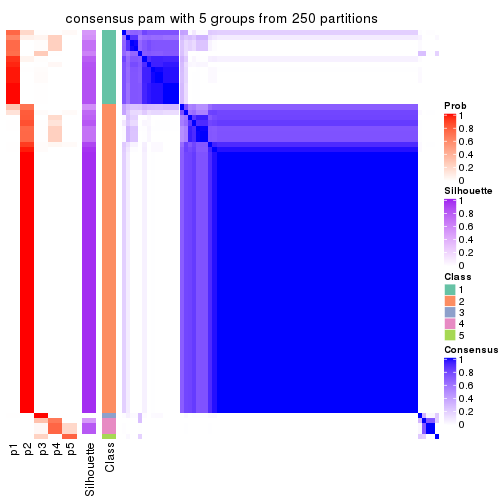 consensus pam with 5 groups from 250 partitions
Prob
1
0.8
0.6
0.4
0.2
0
Silhouette
1
0.8
0.6
0.4
0.2
0
Class
1
2
3
4
5
Consensus
1
0.8
0.6
0.4
0.2
0
p1
p2
p3
p4
p5
Silhouette
Class